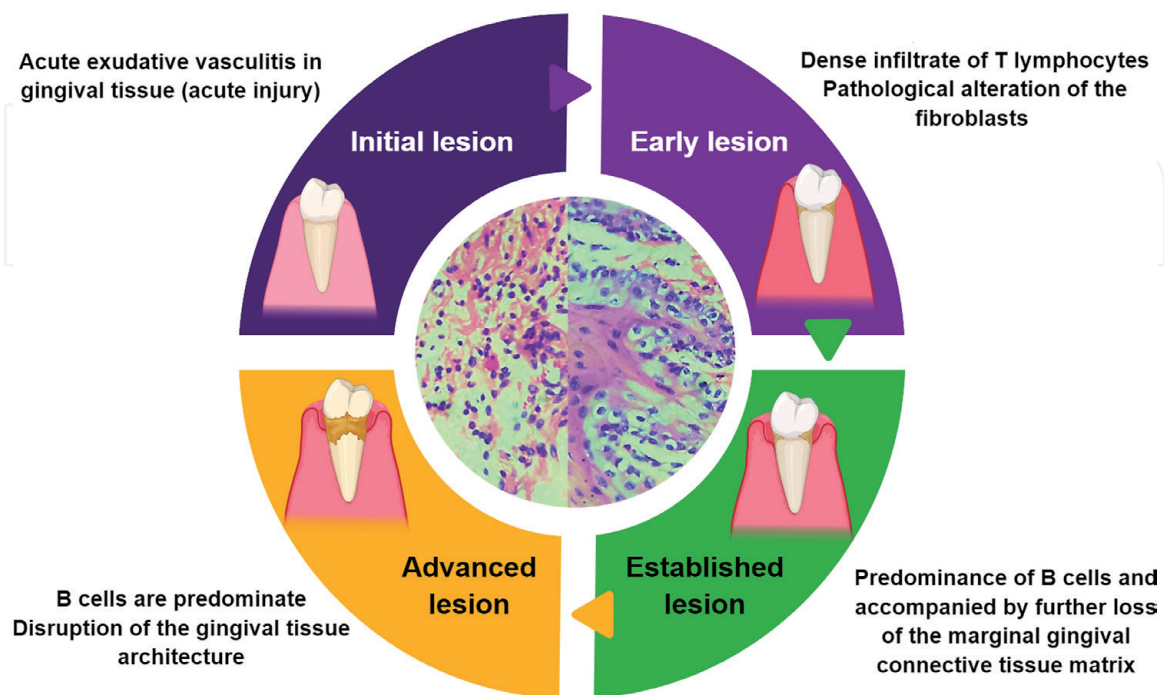 Acute exudative vasculitis in
gingival tissue (acute injury)
Initial lesion
Early lesion
Dense infiltrate of T lymphocytes
Pathological alteration of the
fibroblasts
Established
lesion
Predominance of B cells and
accompanied by further loss
of the marginal gingival
connective tissue matrix
Advanced
lesion
B cells are predominate
Disruption of the gingival tissue
architecture